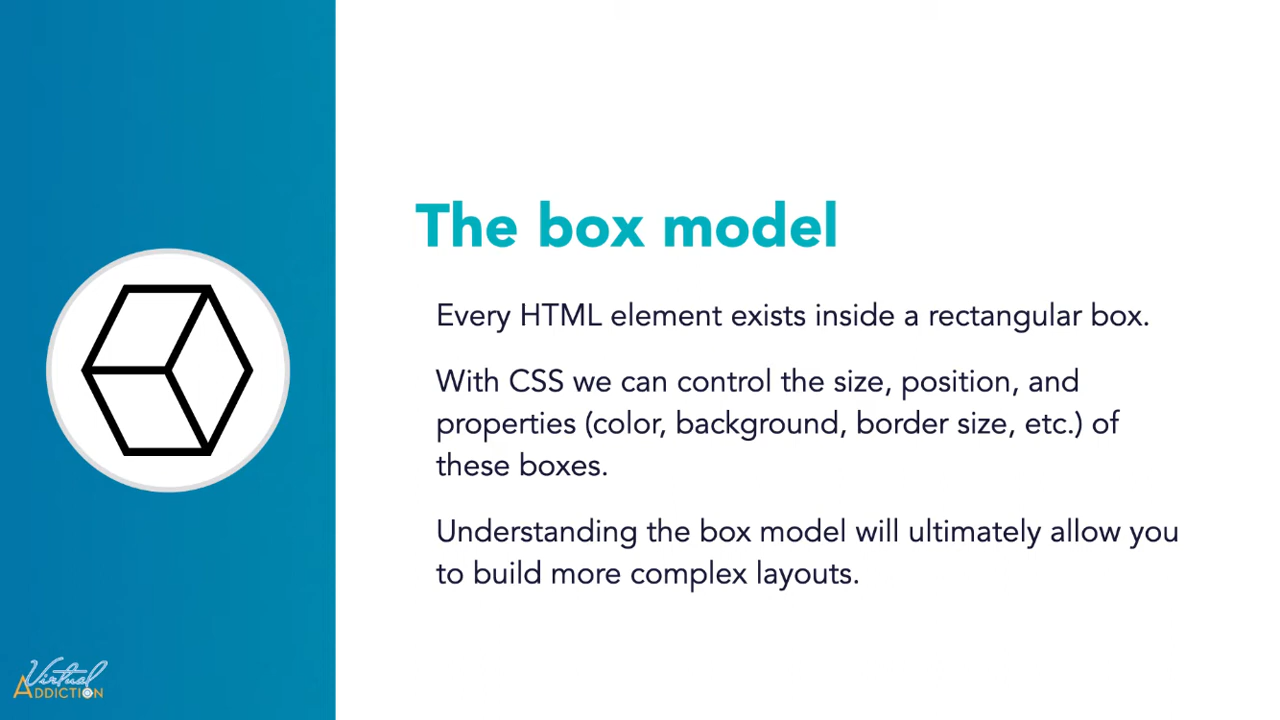 The box model
Every HTML element exists inside a rectangular box.
With CSS we can control the size, position, and
properties (color, background, border size, etc.) of
these boxes.
Understanding the box model will ultimately allow you
to build more complex layouts.
Virtual
ADDICTION